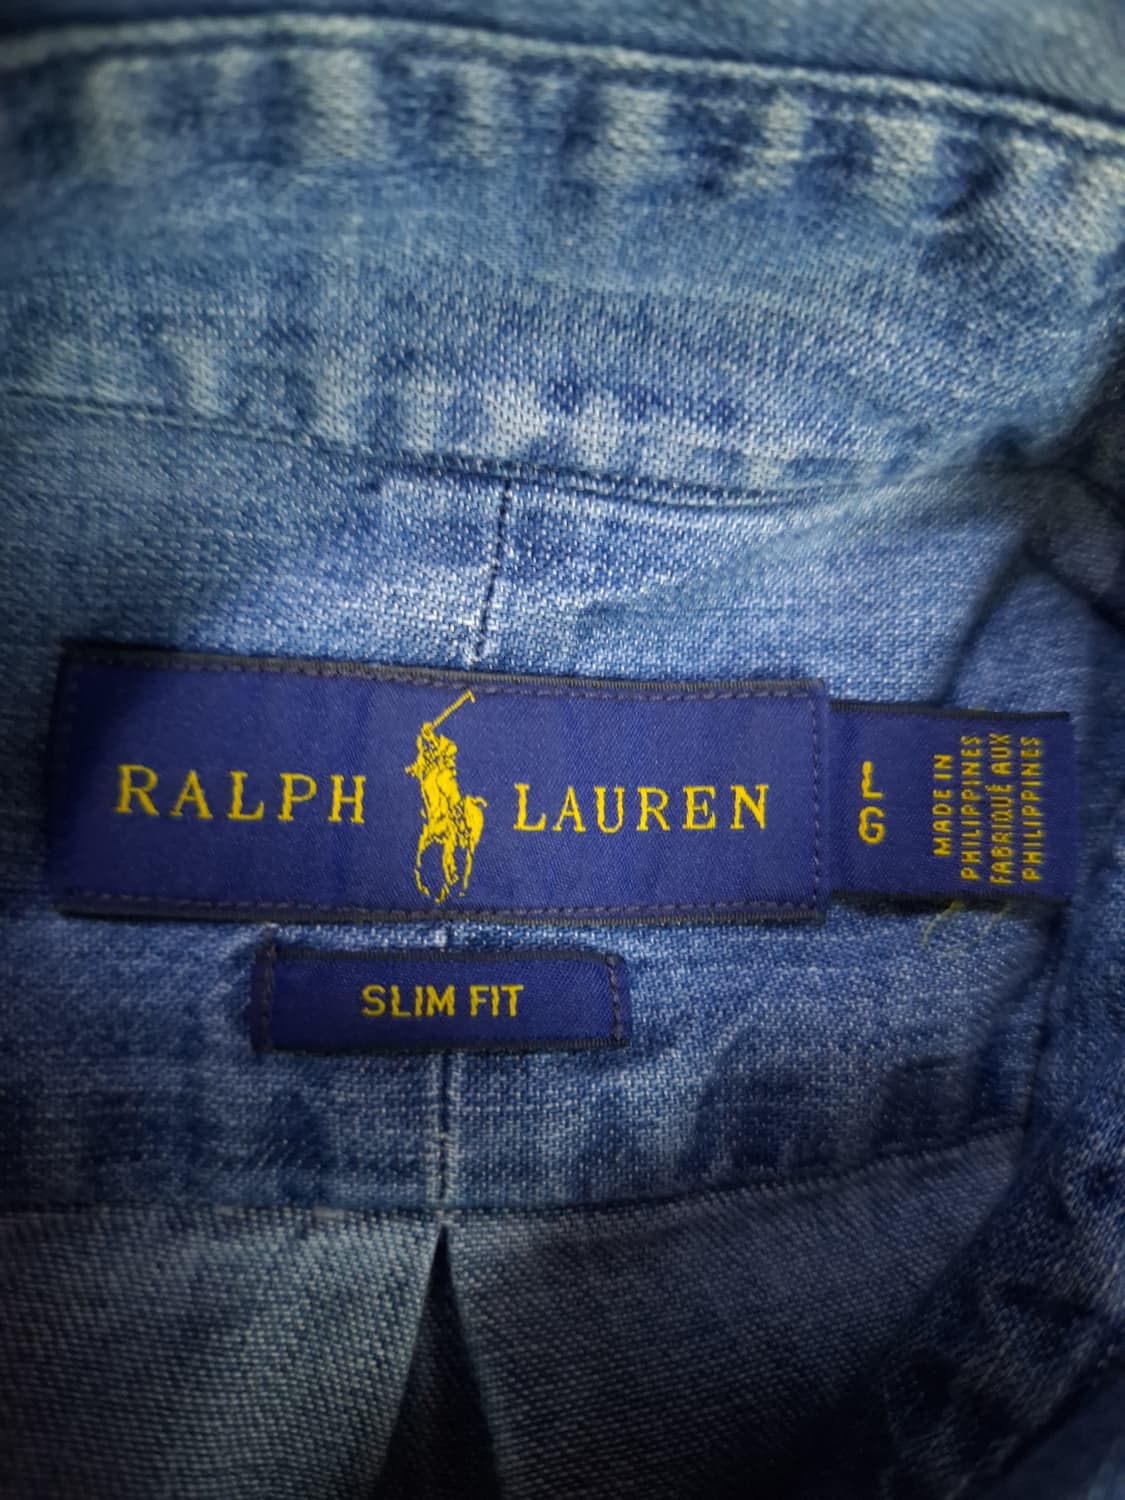 RALPH LAUREN
L
G
MADE IN
PHILIPPINES
FABRIQUÉ AUX
PHILIPPINES
SLIM FIT